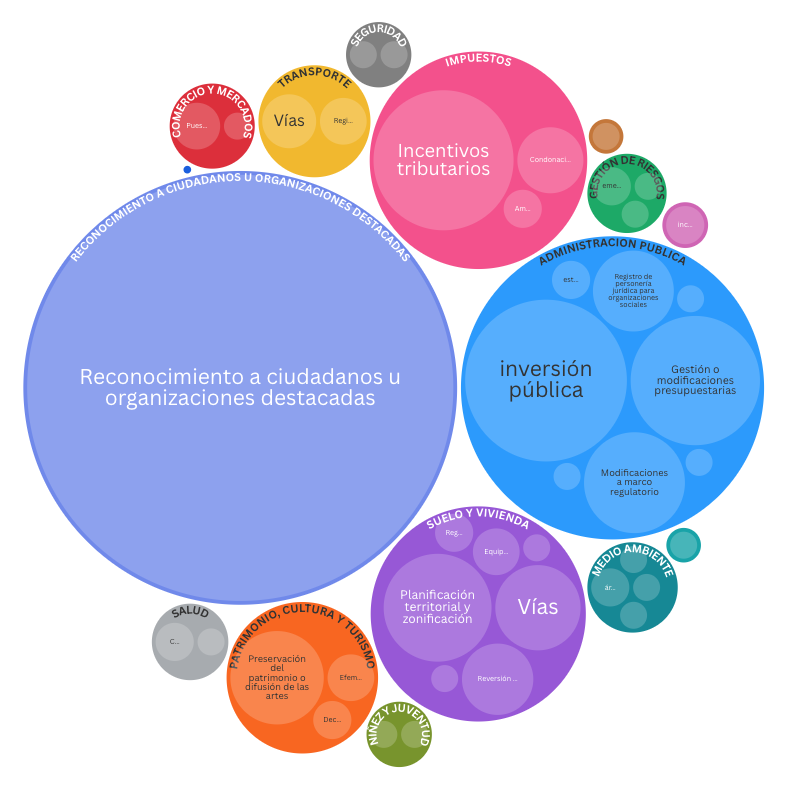 SEGURIDAD
IMPUESTOS
Incentivos
tributarios
Condonaci...
Am...
TRANSPORTE
Vías
Regi...
COMERCIO Y MERCADOS
Pues...
GESTIÓN DE RIESGOS
eme...
inc...
RECONOCIMIENTO A CIUDADANOS U ORGANIZACIONES DESTACADAS
Reconocimiento a ciudadanos u
organizaciones destacadas
ADMINISTRACIÓN PÚBLICA
est...
Registro de
personería
jurídica para
organizaciones
sociales
inversión
pública
Gestión o
modificaciones
presupuestarias
Modificaciones
a marco
regulatorio
SUELO Y VIVIENDA
Reg...
Equip...
Planificación
territorial y
zonificación
Vías
Reversión ...
MEDIO AMBIENTE
ár...
SALUD
C...
PATRIMONIO, CULTURA Y TURISMO
Preservación
del
patrimonio o
difusión de las
artes
Efem...
Dec...
NIÑEZ Y JUVENTUD